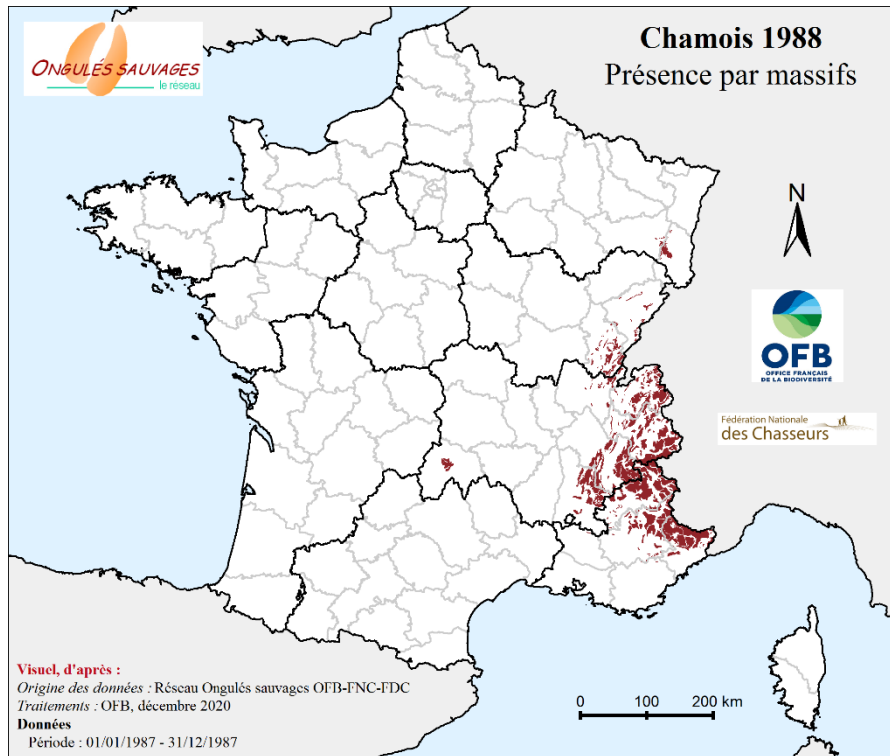 ONGULÉS SAUVAGES
le réseau
Chamois 1988
Présence par massifs
N
OFB
OFFICE FRANÇAIS
DE LA BIODIVERSITÉ
Fédération Nationale
des Chasseurs
Visuel, d'après :
Origine des données : Réseau Ongulés sauvages OFB-FNC-FDC
Traitements : OFB, décembre 2020
Données
Période : 01/01/1987 - 31/12/1987
0 100 200 km